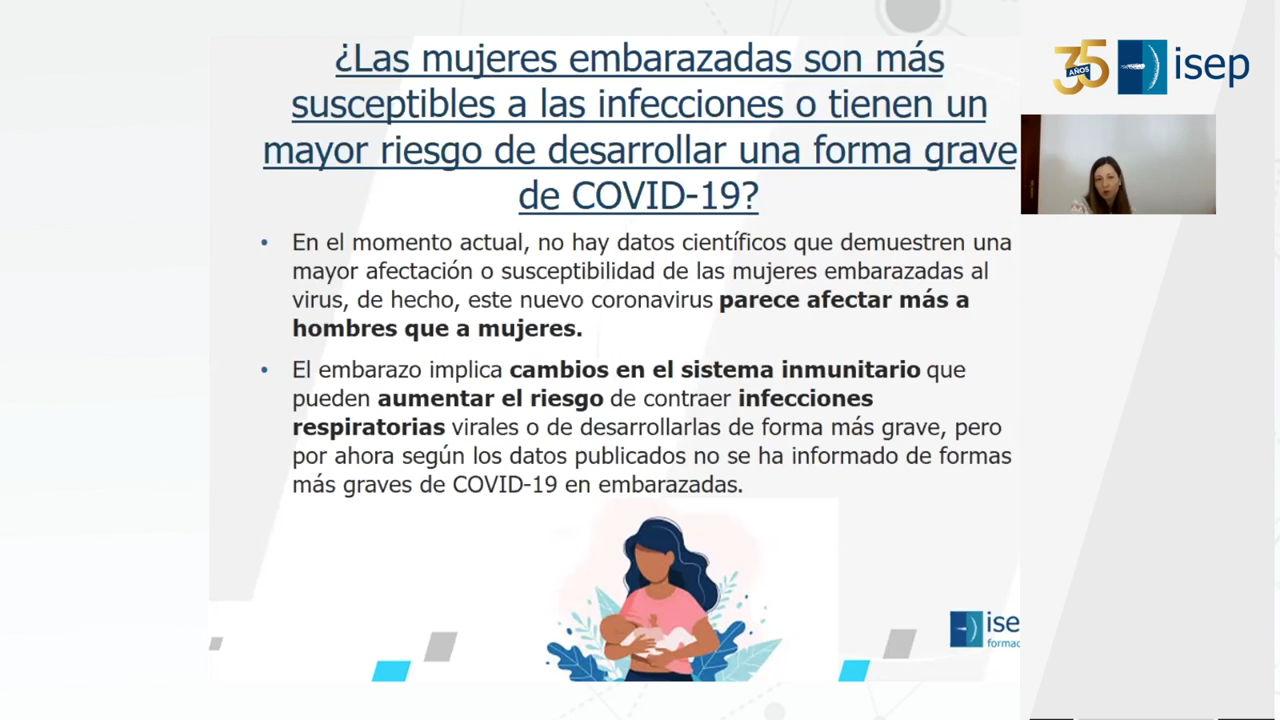 ¿Las mujeres embarazadas son más
susceptibles a las infecciones o tienen un
mayor riesgo de desarrollar una forma grave
de COVID-19?
• En el momento actual, no hay datos científicos que demuestren una
mayor afectación o susceptibilidad de las mujeres embarazadas al
virus, de hecho, este nuevo coronavirus parece afectar más a
hombres que a mujeres.
• El embarazo implica cambios en el sistema inmunitario que
pueden aumentar el riesgo de contraer infecciones
respiratorias virales o de desarrollarlas de forma más grave, pero
por ahora según los datos publicados no se ha informado de formas
más graves de COVID-19 en embarazadas.
35 AÑOS isep
ise
formac